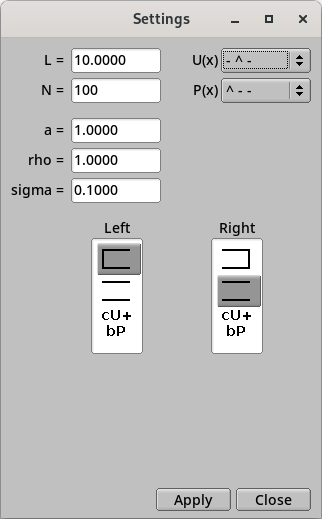 Settings
L = 10.0000 U(x) - ^ -
N = 100 P(x) ^ - -
a = 1.0000
rho = 1.0000
sigma = 0.1000
Left Right
cU+ cU+
bP bP
Apply Close